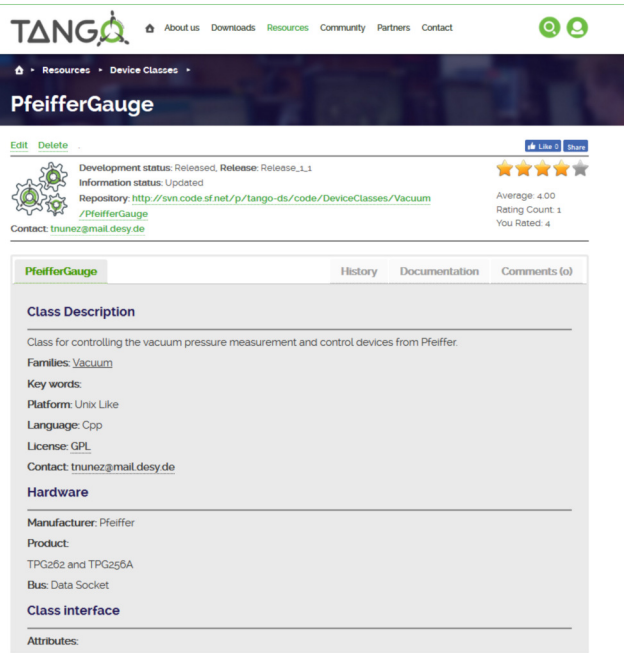 TANGO
About us Downloads Resources Community Partners Contact
Resources Device Classes
PfeifferGauge
Edit Delete .
Like 0 Share
Development status: Released, Release: Release_1_1
Information status: Updated
Repository: http://svn.code.sf.net/p/tango-ds/code/DeviceClasses/Vacuum
/PfeifferGauge
Contact: tnunez@mail.desy.de
Average: 4.00
Rating Count: 1
You Rated: 4
PfeifferGauge History Documentation Comments (0)
Class Description
Class for controlling the vacuum pressure measurement and control devices from Pfeiffer.
Families: Vacuum
Key words:
Platform: Unix Like
Language: Cpp
License: GPL
Contact: tnunez@mail.desy.de
Hardware
Manufacturer: Pfeiffer
Product:
TPG262 and TPG256A
Bus: Data Socket
Class interface
Attributes: